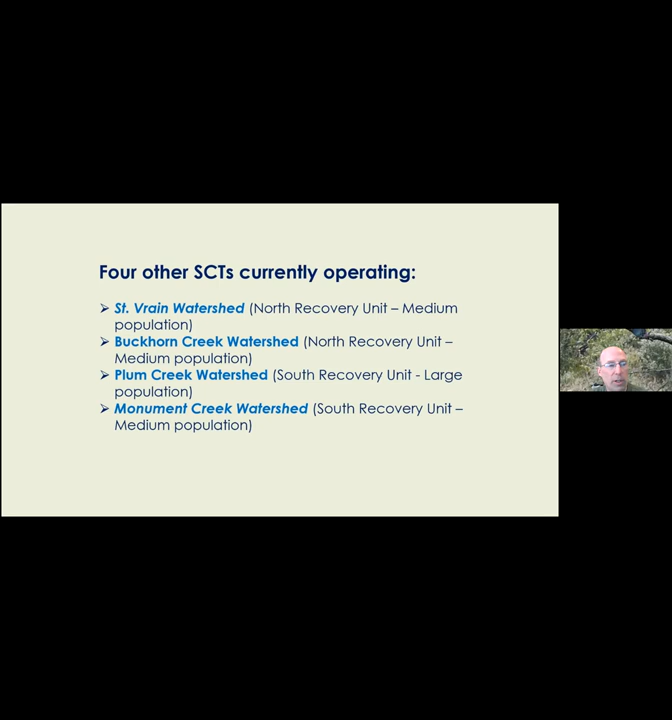 Four other SCTs currently operating:
➢ St. Vrain Watershed (North Recovery Unit – Medium
population)
➢ Buckhorn Creek Watershed (North Recovery Unit –
Medium population)
➢ Plum Creek Watershed (South Recovery Unit - Large
population)
➢ Monument Creek Watershed (South Recovery Unit –
Medium population)